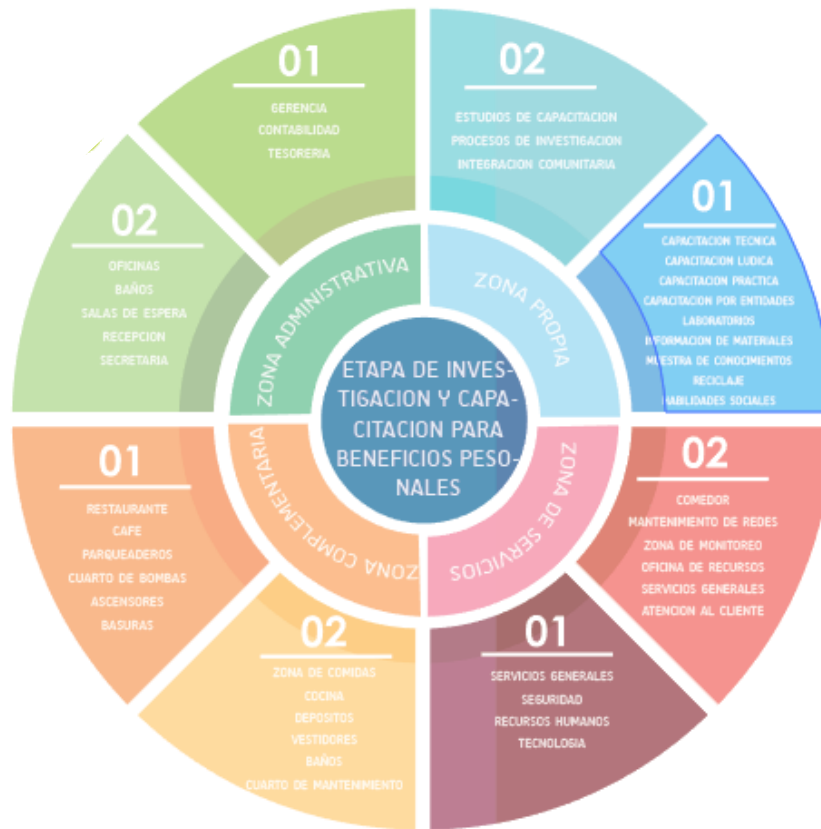 01
GERENCIA
CONTABILIDAD
TESORERIA
02
ESTUDIOS DE CAPACITACION
PROCESOS DE INVESTIGACION
INTEGRACION COMUNITARIA
02
OFICINAS
BAÑOS
SALAS DE ESPERA
RECEPCION
SECRETARIA
01
CAPACITACION TECNICA
CAPACITACION LUDICA
CAPACITACION PRACTICA
CAPACITACION POR ENTIDADES
LABORATORIOS
INFORMACION DE MATERIALES
MUESTRA DE CONOCIMIENTOS
RECICLAJE
HABILIDADES SOCIALES
ZONA ADMINISTRATIVA
ZONA PROPIA
ETAPA DE INVES-
TIGACION Y CAPA-
CITACION PARA
BENEFICIOS PESO-
NALES
ZONA COMPLEMENTARIA
ZONA DE SERVICIOS
01
RESTAURANTE
CAFE
PARQUEADEROS
CUARTO DE BOMBAS
ASCENSORES
BASURAS
02
COMEDOR
MANTENIMIENTO DE REDES
ZONA DE MONITOREO
OFICINA DE RECURSOS
SERVICIOS GENERALES
ATENCION AL CLIENTE
02
ZONA DE COMIDAS
COCINA
DEPOSITOS
VESTIDORES
BAÑOS
CUARTO DE MANTENIMIENTO
01
SERVICIOS GENERALES
SEGURIDAD
RECURSOS HUMANOS
TECNOLOGIA